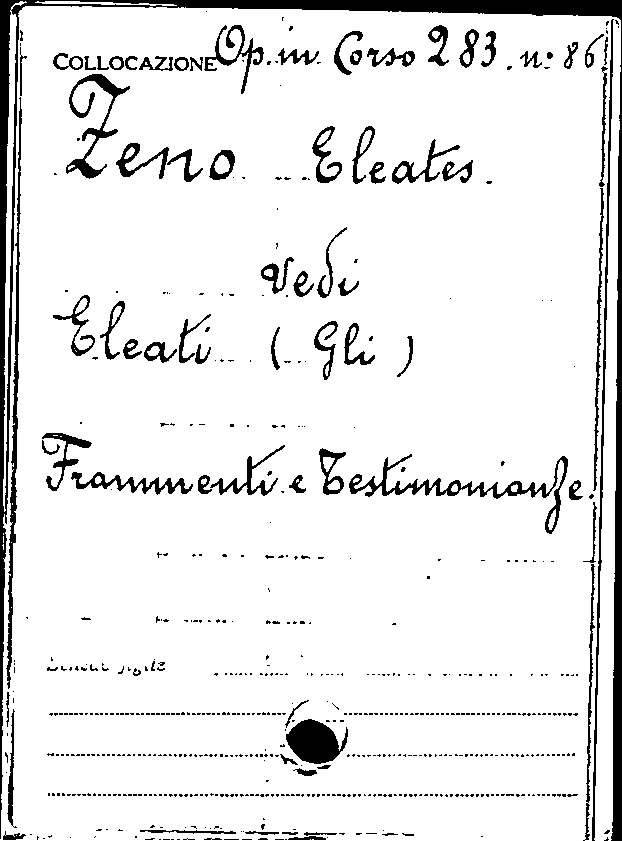 COLLOCAZIONE Op. in Corso 283. n: 86
Zeno Eleates.
Vedi
Eleati (Gli)
Frammenti e Testimonianze.